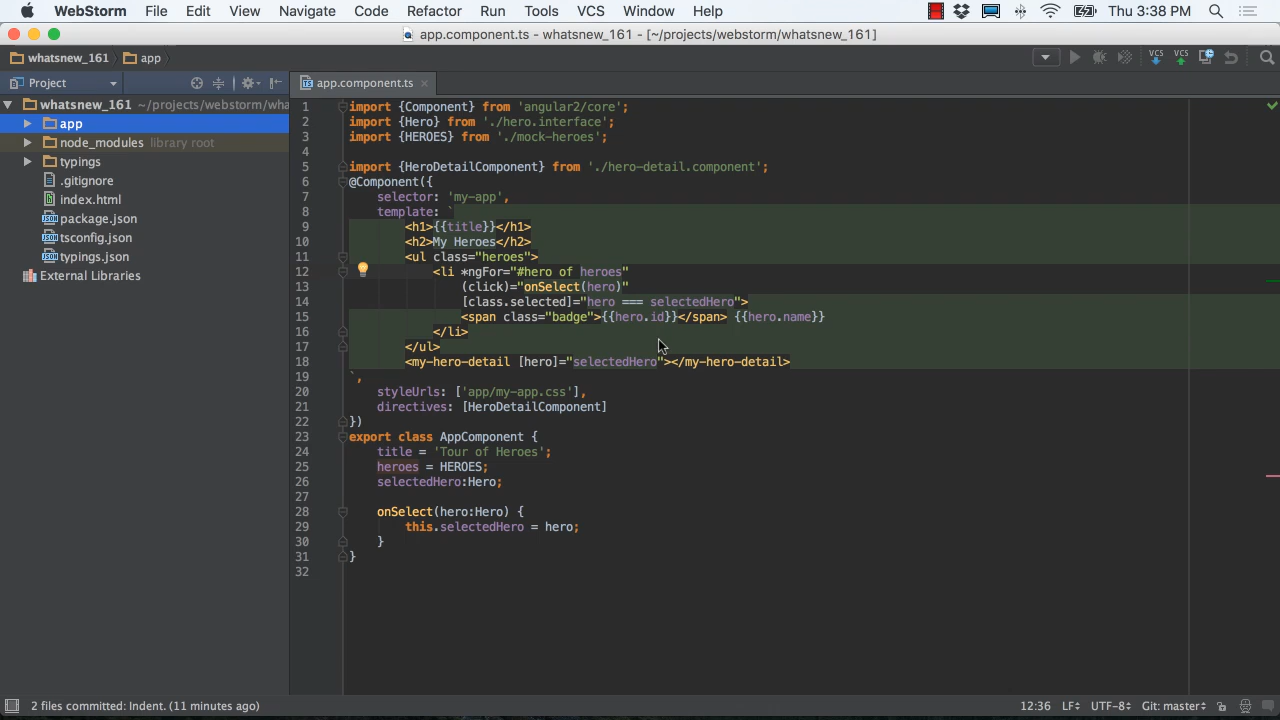 WebStorm File Edit View Navigate Code Refactor Run Tools VCS Window Help Thu 3:38 PM
app.component.ts - whatsnew_161 - [~/projects/webstorm/whatsnew_161]
whatsnew_161 app VCS VCS
Project
app.component.ts
whatsnew_161 ~/projects/webstorm/wha
app
node_modules library root
typings
.gitignore
index.html
package.json
tsconfig.json
typings.json
External Libraries
1 import {Component} from 'angular2/core';
2 import {Hero} from './hero.interface';
3 import {HEROES} from './mock-heroes';
4
5 import {HeroDetailComponent} from './hero-detail.component';
6 @Component({
7 selector: 'my-app',
8 template: `
9 <h1>{{title}}</h1>
10 <h2>My Heroes</h2>
11 <ul class="heroes">
12 <li *ngFor="#hero of heroes"
13 (click)="onSelect(hero)"
14 [class.selected]="hero === selectedHero">
15 <span class="badge">{{hero.id}}</span> {{hero.name}}
16 </li>
17 </ul>
18 <my-hero-detail [hero]="selectedHero"></my-hero-detail>
19 `,
20 styleUrls: ['app/my-app.css'],
21 directives: [HeroDetailComponent]
22 })
23 export class AppComponent {
24 title = 'Tour of Heroes';
25 heroes = HEROES;
26 selectedHero:Hero;
27
28 onSelect(hero:Hero) {
29 this.selectedHero = hero;
30 }
31 }
32
2 files committed: Indent. (11 minutes ago) 12:36 LF UTF-8 Git: master